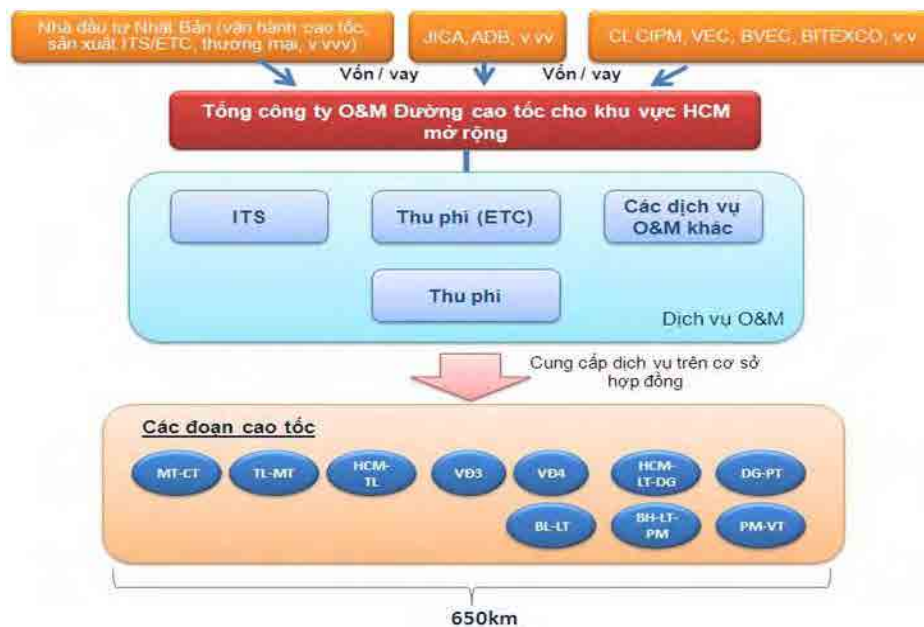 Nhà đầu tư Nhật Bản (vận hành cao tốc,
sản xuất ITS/ETC, thương mại, v.vvv)
JICA, ADB, v.vv
CL CIPM, VEC, BVEC, BITEXCO, v.v
Vốn / vay
Vốn / vay
Tổng công ty O&M Đường cao tốc cho khu vực HCM
mở rộng
ITS
Thu phí (ETC)
Các dịch vụ
O&M khác
Thu phí
Dịch vụ O&M
Cung cấp dịch vụ trên cơ sở
hợp đồng
Các đoạn cao tốc
MT-CT
TL-MT
HCM-
TL
VĐ3
VĐ4
HCM-
LT-DG
DG-PT
BL-LT
BH-LT-
PM
PM-VT
650km